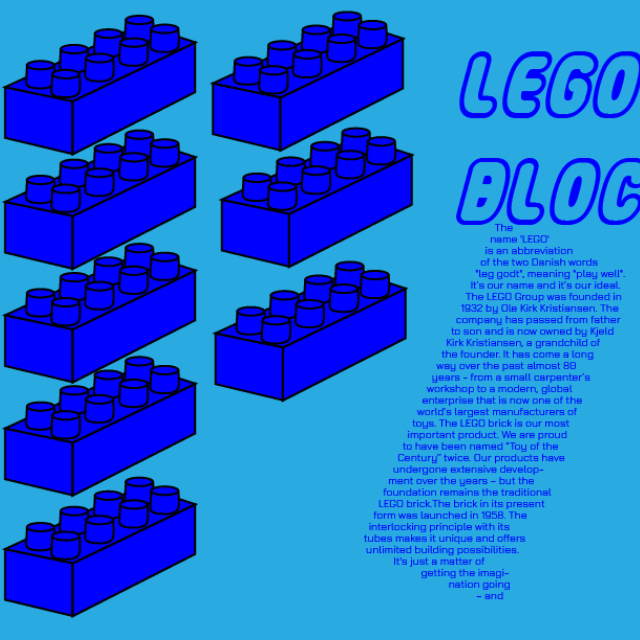 LEGO
BLOC
The
name 'LEGO'
is an abbreviation
of the two Danish words
"leg godt", meaning "play well".
It's our name and it's our ideal.
The LEGO Group was founded in
1932 by Ole Kirk Kristiansen. The
company has passed from father
to son and is now owned by Kjeld
Kirk Kristiansen, a grandchild of
the founder. It has come a long
way over the past almost 80
years - from a small carpenter's
workshop to a modern, global
enterprise that is now one of the
world's largest manufacturers of
toys. The LEGO brick is our most
important product. We are proud
to have been named "Toy of the
Century" twice. Our products have
undergone extensive develop-
ment over the years – but the
foundation remains the traditional
LEGO brick.The brick in its present
form was launched in 1958. The
interlocking principle with its
tubes makes it unique and offers
unlimited building possibilities.
It's just a matter of
getting the imagi-
nation going
– and